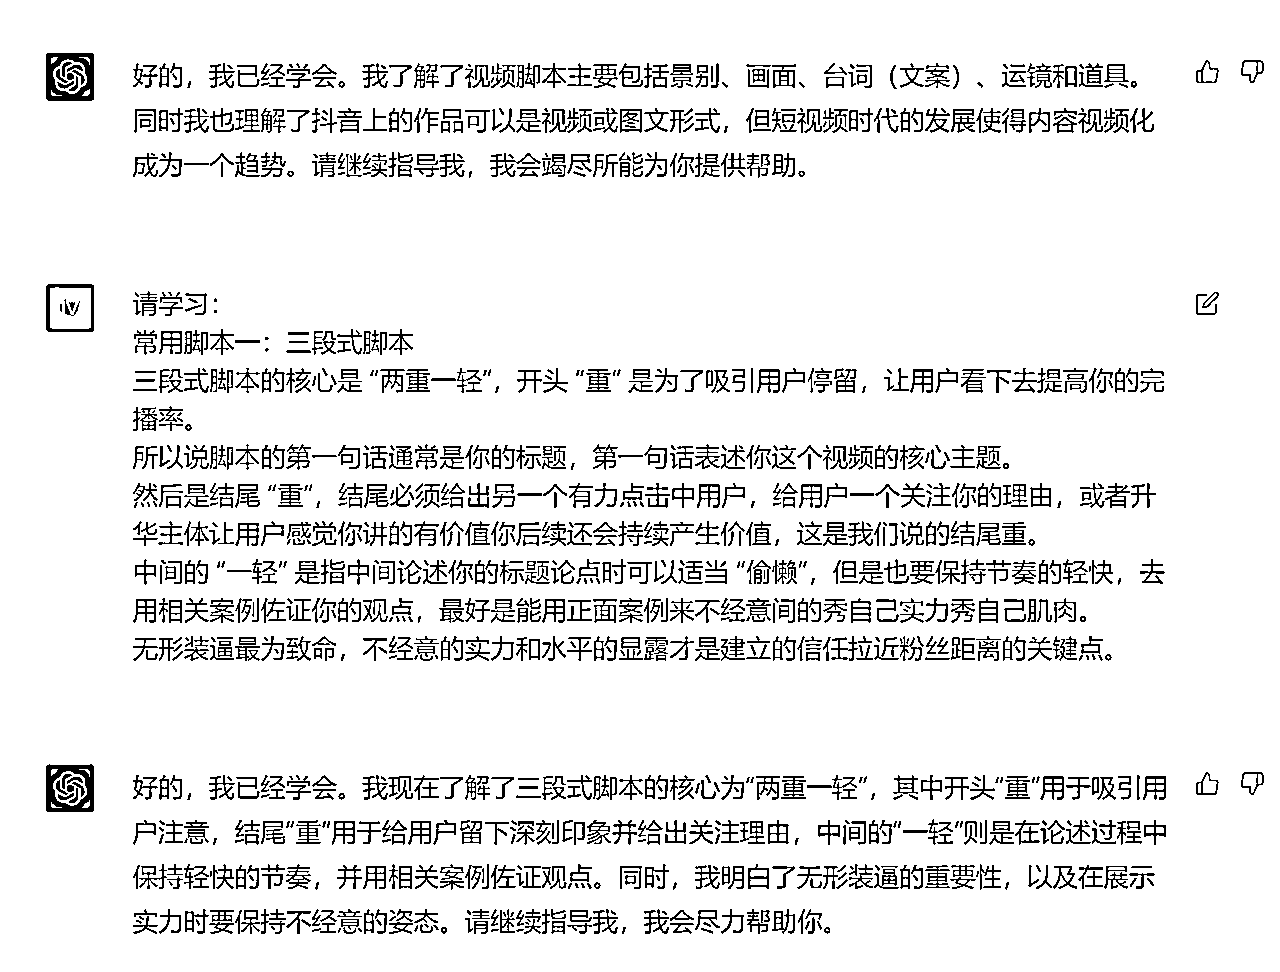 好的，我已经学会。我了解了视频脚本主要包括景别、画面、台词（文案）、运镜和道具。
同时我也理解了抖音上的作品可以是视频或图文形式，但短视频时代的发展使得内容视频化
成为一个趋势。请继续指导我，我会竭尽所能为你提供帮助。
请学习：
常用脚本一：三段式脚本
三段式脚本的核心是 “两重一轻”，开头 “重” 是为了吸引用户停留，让用户看下去提高你的完
播率。
所以说脚本的第一句话通常是你的标题，第一句话表述你这个视频的核心主题。
然后是结尾 “重”，结尾必须给出另一个有力点击中用户，给用户一个关注你的理由，或者升
华主体让用户感觉你讲的有价值你后续还会持续产生价值，这是我们说的结尾重。
中间的 “一轻” 是指中间论述你的标题论点时可以适当 “偷懒”，但是也要保持节奏的轻快，去
用相关案例佐证你的观点，最好是能用正面案例来不经意间的秀自己实力秀自己肌肉。
无形装逼最为致命，不经意的实力和水平的显露才是建立的信任拉近粉丝距离的关键点。
好的，我已经学会。我现在了解了三段式脚本的核心为“两重一轻”，其中开头“重”用于吸引用
户注意，结尾“重”用于给用户留下深刻印象并给出关注理由，中间的“一轻”则是在论述过程中
保持轻快的节奏，并用相关案例佐证观点。同时，我明白了无形装逼的重要性，以及在展示
实力时要保持不经意的姿态。请继续指导我，我会尽力帮助你。